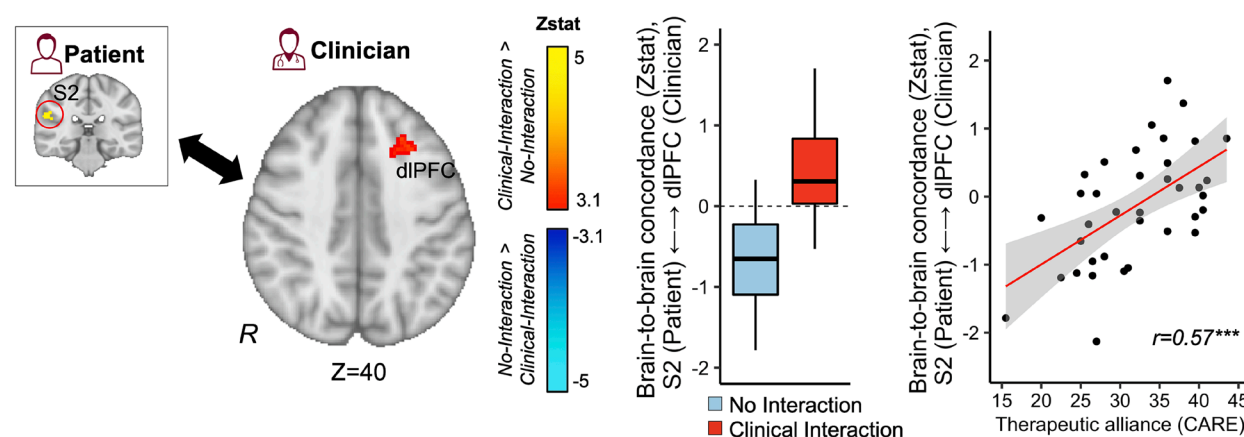 Patient
S2
Clinician
dlPFC
R
Z=40
Zstat
Clinical-Interaction >
No-Interaction
5
3.1
No-Interaction >
Clinical-Interaction
-3.1
-5
Brain-to-brain concordance (Zstat),
S2 (Patient) ←→ dlPFC (Clinician)
2
1
0
-1
-2
No Interaction
Clinical Interaction
Brain-to-brain concordance (Zstat),
S2 (Patient) ←→ dlPFC (Clinician)
2
1
0
-1
-2
r=0.57***
15 20 25 30 35 40 45
Therapeutic alliance (CARE)